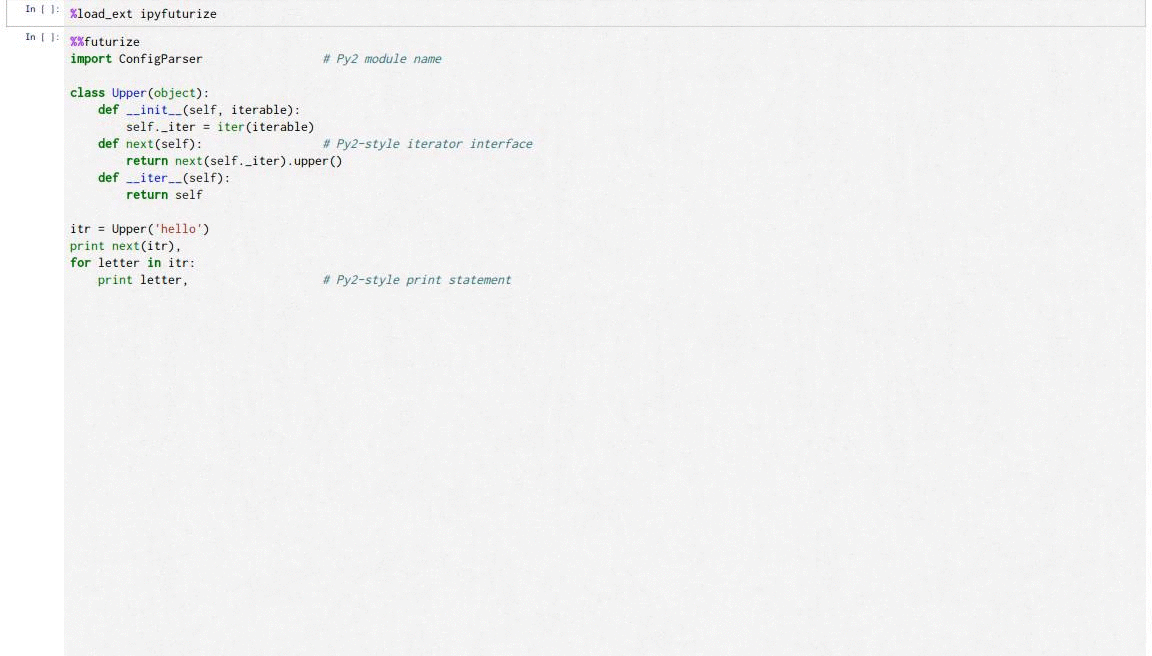 In [ ]: %load_ext ipyfuturize
In [ ]: %%futurize
import ConfigParser                 # Py2 module name

class Upper(object):
    def __init__(self, iterable):
        self._iter = iter(iterable)
    def next(self):                 # Py2-style iterator interface
        return next(self._iter).upper()
    def __iter__(self):
        return self

itr = Upper('hello')
print next(itr),
for letter in itr:
    print letter,                   # Py2-style print statement